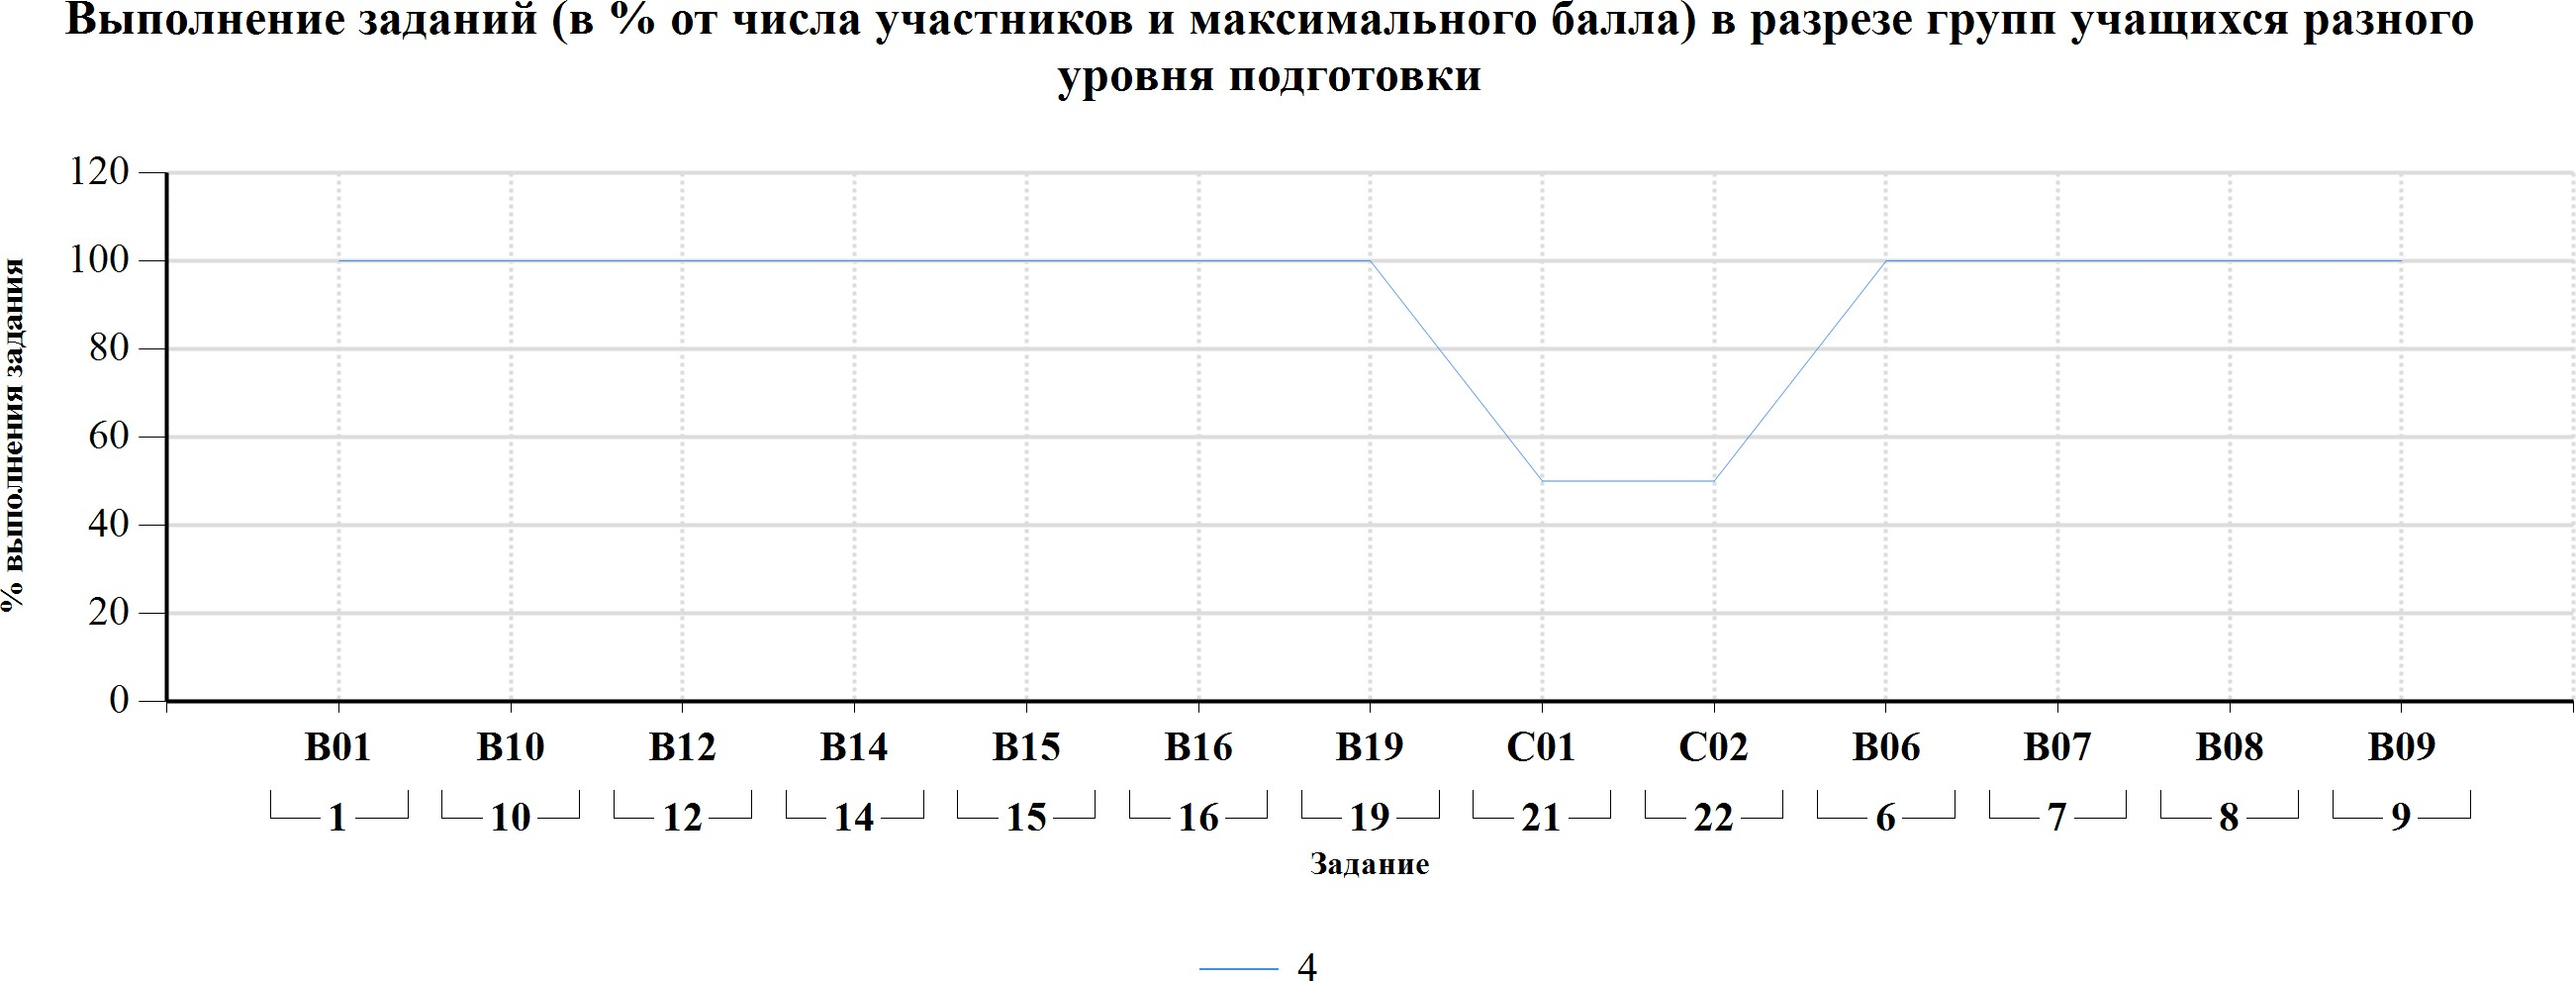 Выполнение заданий (в % от числа участников и максимального балла) в разрезе групп учащихся разного
уровня подготовки
% выполнения задания
120
100
80
60
40
20
0
B01 B10 B12 B14 B15 B16 B19 C01 C02 B06 B07 B08 B09
1 10 12 14 15 16 19 21 22 6 7 8 9
Задание
4